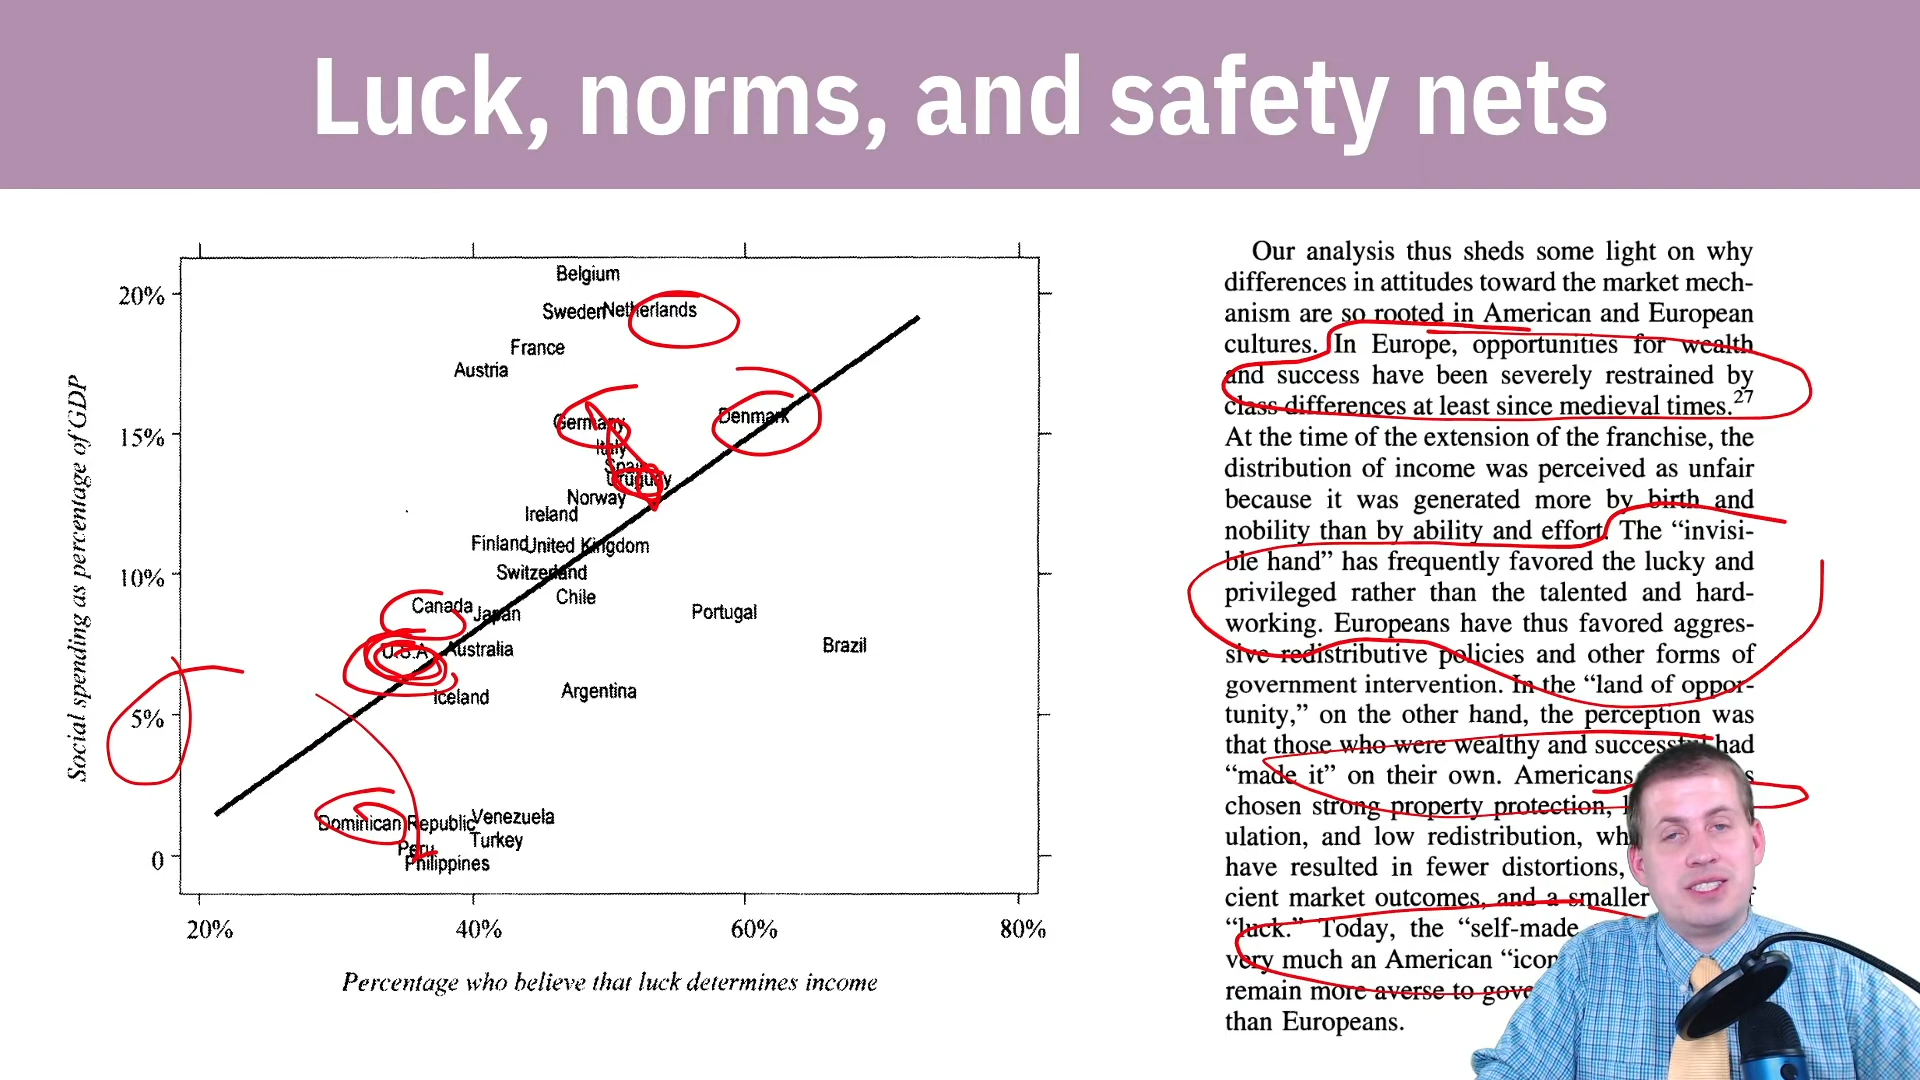 Luck, norms, and safety nets
Social spending as percentage of GDP
20%
15%
10%
5%
0
Belgium
Sweden Netherlands
France
Austria
Denmark
Germany
Italy
Spain
Uruguay
Norway
Ireland
Finland United Kingdom
Switzerland
Chile
Canada Japan
Portugal
U.S.A Australia
Brazil
Iceland
Argentina
Dominican Republic Venezuela
Turkey
Peru
Philippines
20% 40% 60% 80%
Percentage who believe that luck determines income
Our analysis thus sheds some light on why
differences in attitudes toward the market mech-
anism are so rooted in American and European
cultures. In Europe, opportunities for wealth
and success have been severely restrained by
class differences at least since medieval times.27
At the time of the extension of the franchise, the
distribution of income was perceived as unfair
because it was generated more by birth and
nobility than by ability and effort. The “invisi-
ble hand” has frequently favored the lucky and
privileged rather than the talented and hard-
working. Europeans have thus favored aggres-
sive redistributive policies and other forms of
government intervention. In the “land of oppor-
tunity,” on the other hand, the perception was
that those who were wealthy and successful had
“made it” on their own. Americans
chosen strong property protection,
ulation, and low redistribution,
have resulted in fewer distortions,
cient market outcomes, and a smaller
“luck.” Today, the “self-made
very much an American
remain more averse to
than Europeans.